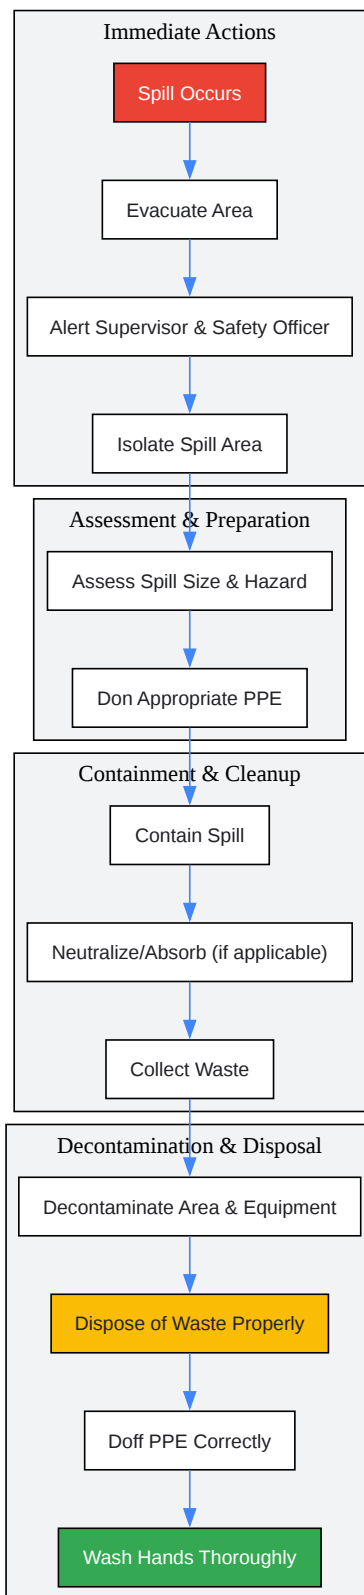 Immediate Actions
Spill Occurs
Evacuate Area
Alert Supervisor & Safety Officer
Isolate Spill Area
Assessment & Preparation
Assess Spill Size & Hazard
Don Appropriate PPE
Containment & Cleanup
Contain Spill
Neutralize/Absorb (if applicable)
Collect Waste
Decontamination & Disposal
Decontaminate Area & Equipment
Dispose of Waste Properly
Doff PPE Correctly
Wash Hands Thoroughly